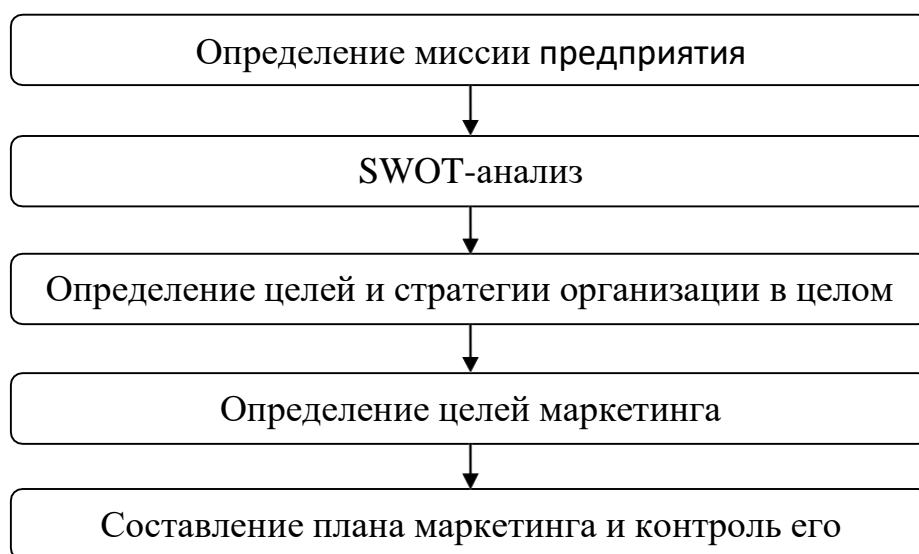 Определение миссии предприятия
SWOT-анализ
Определение целей и стратегии организации в целом
Определение целей маркетинга
Составление плана маркетинга и контроль его